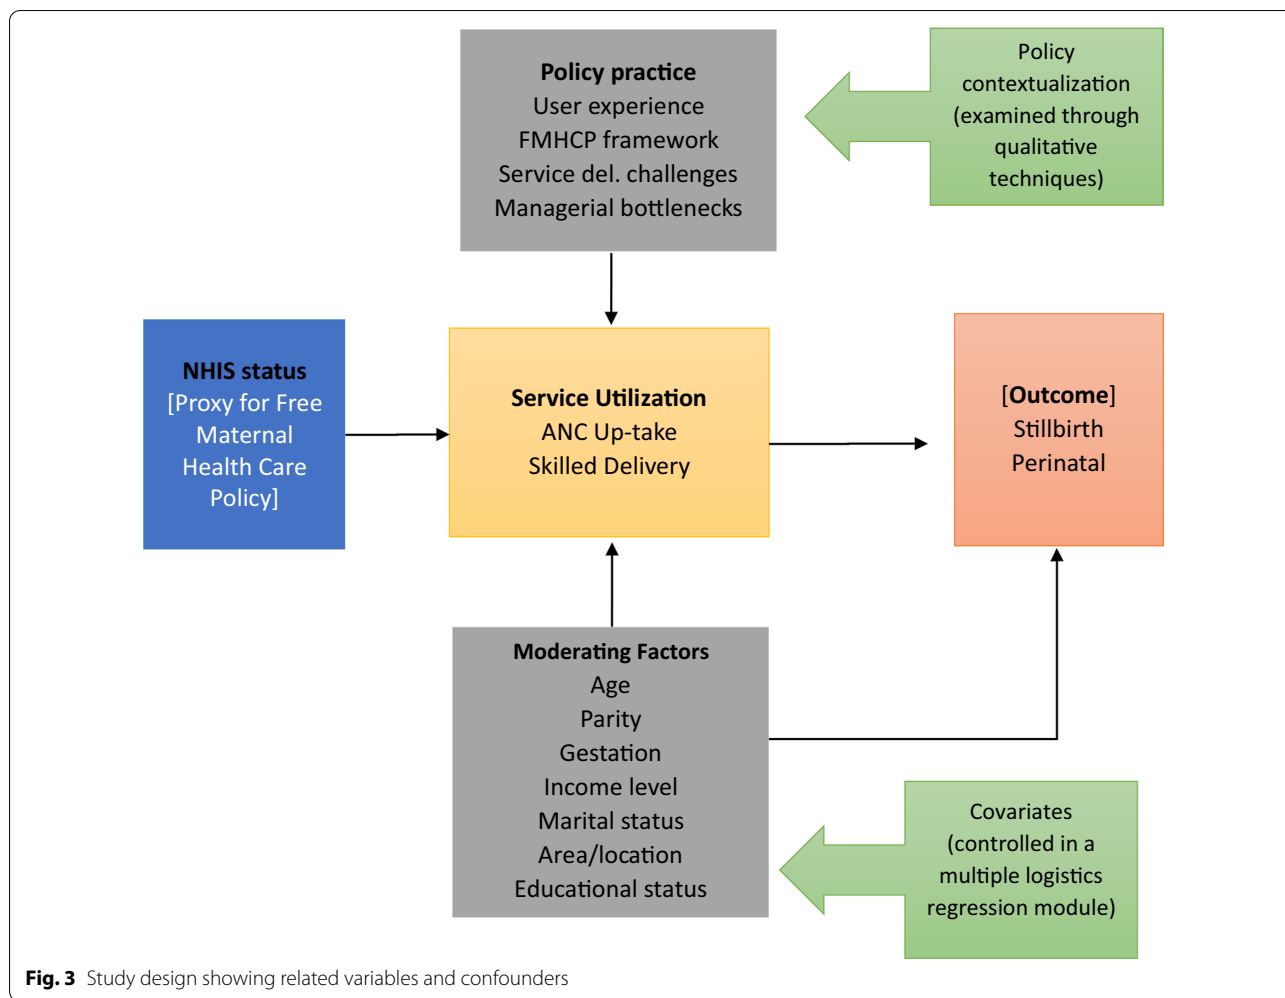 Policy practice
User experience
FMHCP framework
Service del. challenges
Managerial bottlenecks
Policy
contextualization
(examined through
qualitative
techniques)
NHIS status
[Proxy for Free
Maternal
Health Care
Policy]
Service Utilization
ANC Up-take
Skilled Delivery
[Outcome]
Stillbirth
Perinatal
Moderating Factors
Age
Parity
Gestation
Income level
Marital status
Area/location
Educational status
Covariates
(controlled in a
multiple logistics
regression module)
Fig. 3 Study design showing related variables and confounders